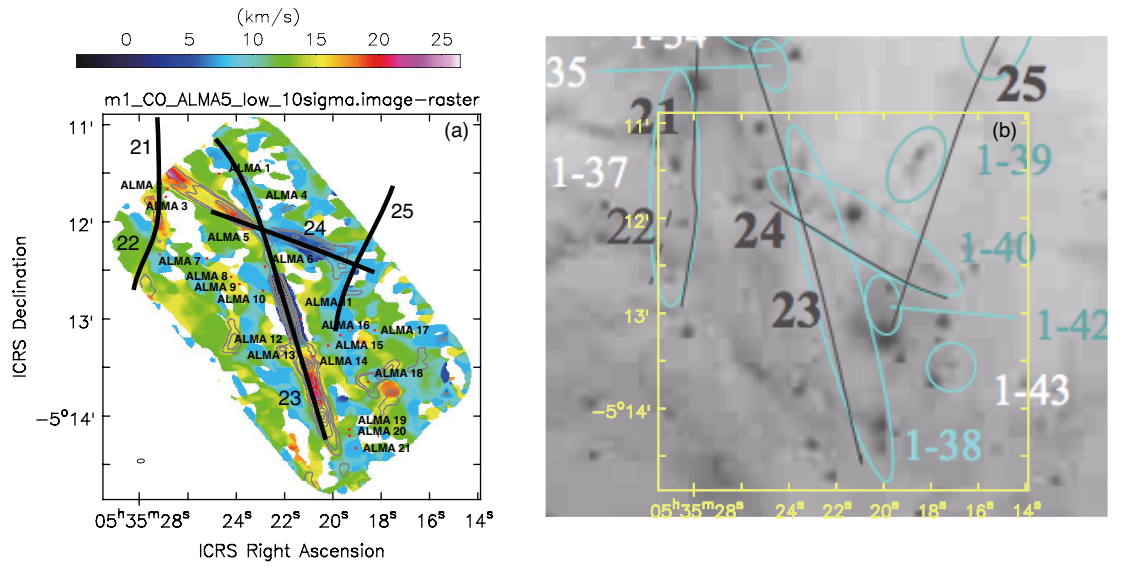 (km/s)
0 5 10 15 20 25
m1_CO_ALMA5_low_10sigma.image-raster
(a)
11'
12'
13'
-5°14'
ICRS Declination
05ʰ35ᵐ28ˢ 24ˢ 22ˢ 20ˢ 18ˢ 16ˢ 14ˢ
ICRS Right Ascension
21
ALMA 1
ALMA
ALMA 3
ALMA 4
25
22
ALMA 5
24
ALMA 7
ALMA 6
ALMA 8
ALMA 9
ALMA 10
ALMA 11
ALMA 16
ALMA 17
ALMA 12
ALMA 15
ALMA 13
ALMA 14
ALMA 18
23
ALMA 19
ALMA 20
ALMA 21
1-34
35
25
21
11'
(b)
1-37
1-39
22
12'
24
1-40
23
13'
1-42
1-43
-5°14'
1-38
05ʰ35ᵐ28ˢ 24ˢ 22ˢ 20ˢ 18ˢ 16ˢ 14ˢ